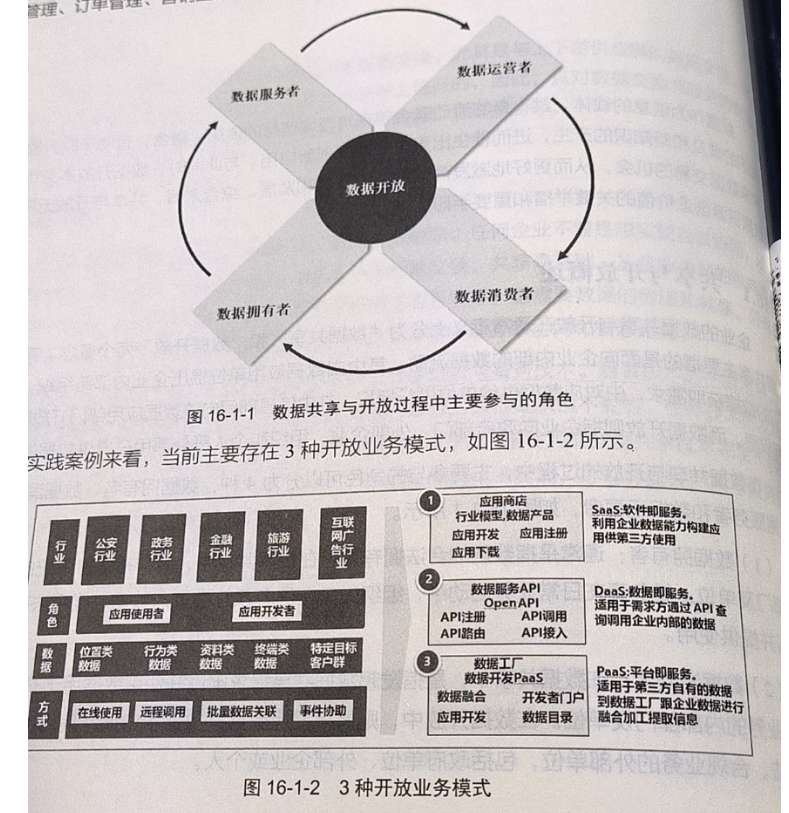 管理、订单管理、
数据服务者
数据运营者
数据开放
数据拥有者
数据消费者
图 16-1-1 数据共享与开放过程中主要参与的角色
实践案例来看，当前主要存在 3 种开放业务模式，如图 16-1-2 所示。
行业
公安行业
政务行业
金融行业
旅游行业
互联网广告行业
角色
应用使用者
应用开发者
数据
位置类数据
行为类数据
资料类数据
终端类数据
特定目标客户群
方式
在线使用
远程调用
批量数据关联
事件协助
1
应用商店
行业模型,数据产品
应用开发 应用注册
应用下载
SaaS:软件即服务。
利用企业数据能力构建应
用供第三方使用
2
数据服务API
OpenAPI
API注册 API调用
API路由 API接入
DaaS:数据即服务。
适用于需求方通过 API 查
询调用企业内部的数据
3
数据工厂
数据开发PaaS
数据融合 开发者门户
应用开发 数据目录
PaaS:平台即服务。
适用于第三方自有的数据
到数据工厂跟企业数据进行
融合加工提取信息
图 16-1-2 3 种开放业务模式